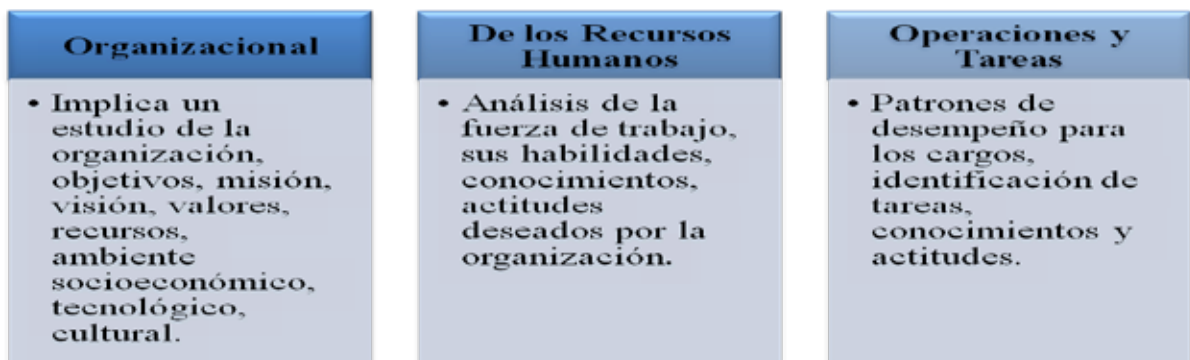 Organizacional
• Implica un
estudio de la
organización,
objetivos, misión,
visión, valores,
recursos,
ambiente
socioeconómico,
tecnológico,
cultural.
De los Recursos
Humanos
• Análisis de la
fuerza de trabajo,
sus habilidades,
conocimientos,
actitudes
deseados por la
organización.
Operaciones y
Tareas
• Patrones de
desempeño para
los cargos,
identificación de
tareas,
conocimientos y
actitudes.